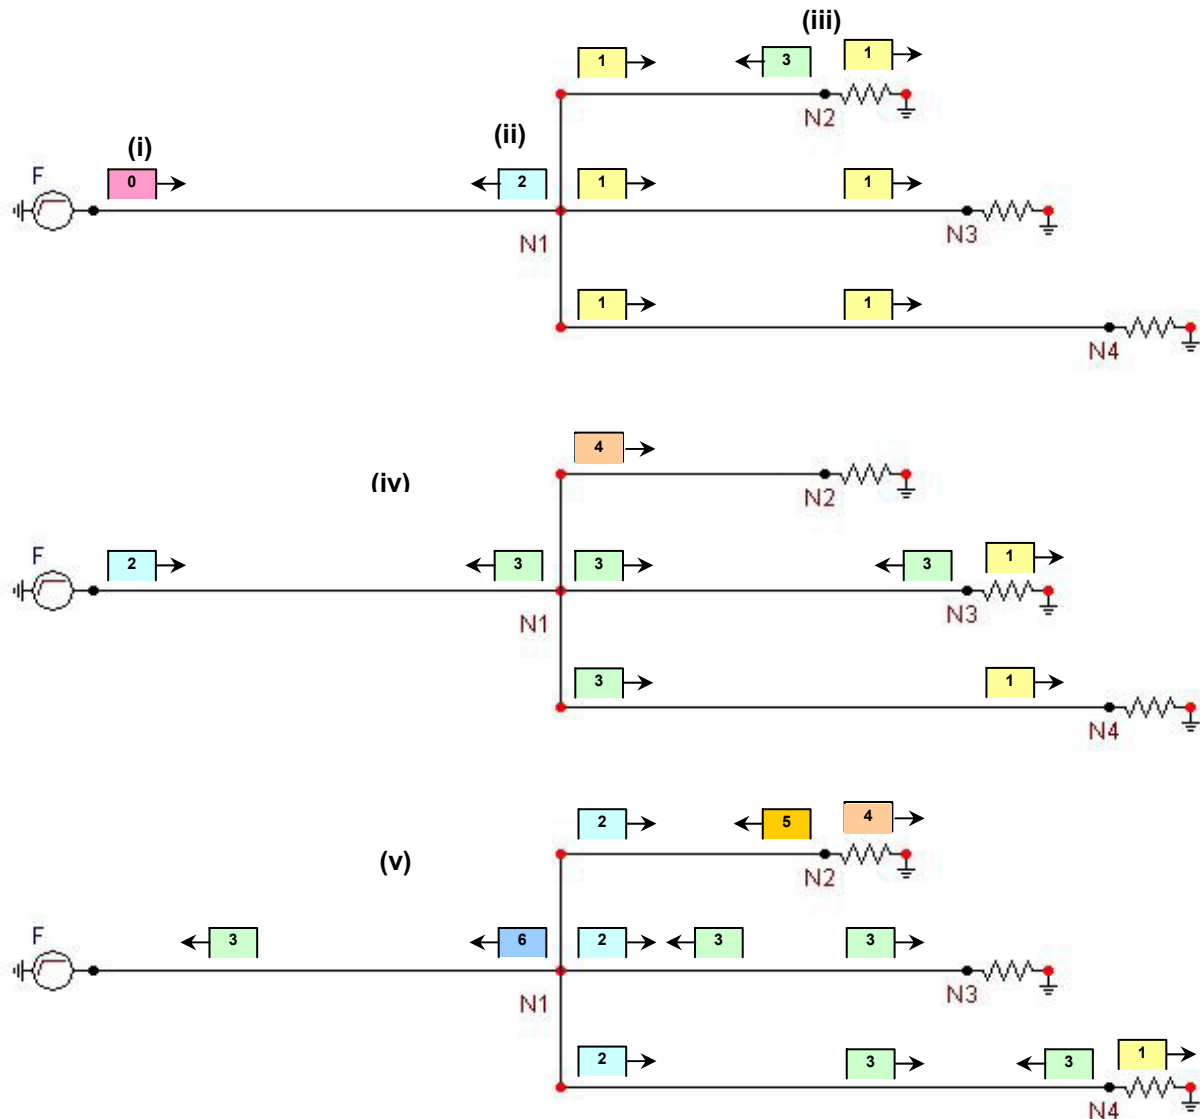 (iii)
1 3 1
N2
(i) (ii)
F 0 2 1 1
N1 N3
1 1
N4
4
(iv) N2
F 2 3 3 3 1
N1 N3
3 1
N4
2 5 4
(v) N2
F 3 6 2 3 3
N1 N3
2 3 3 1
N4